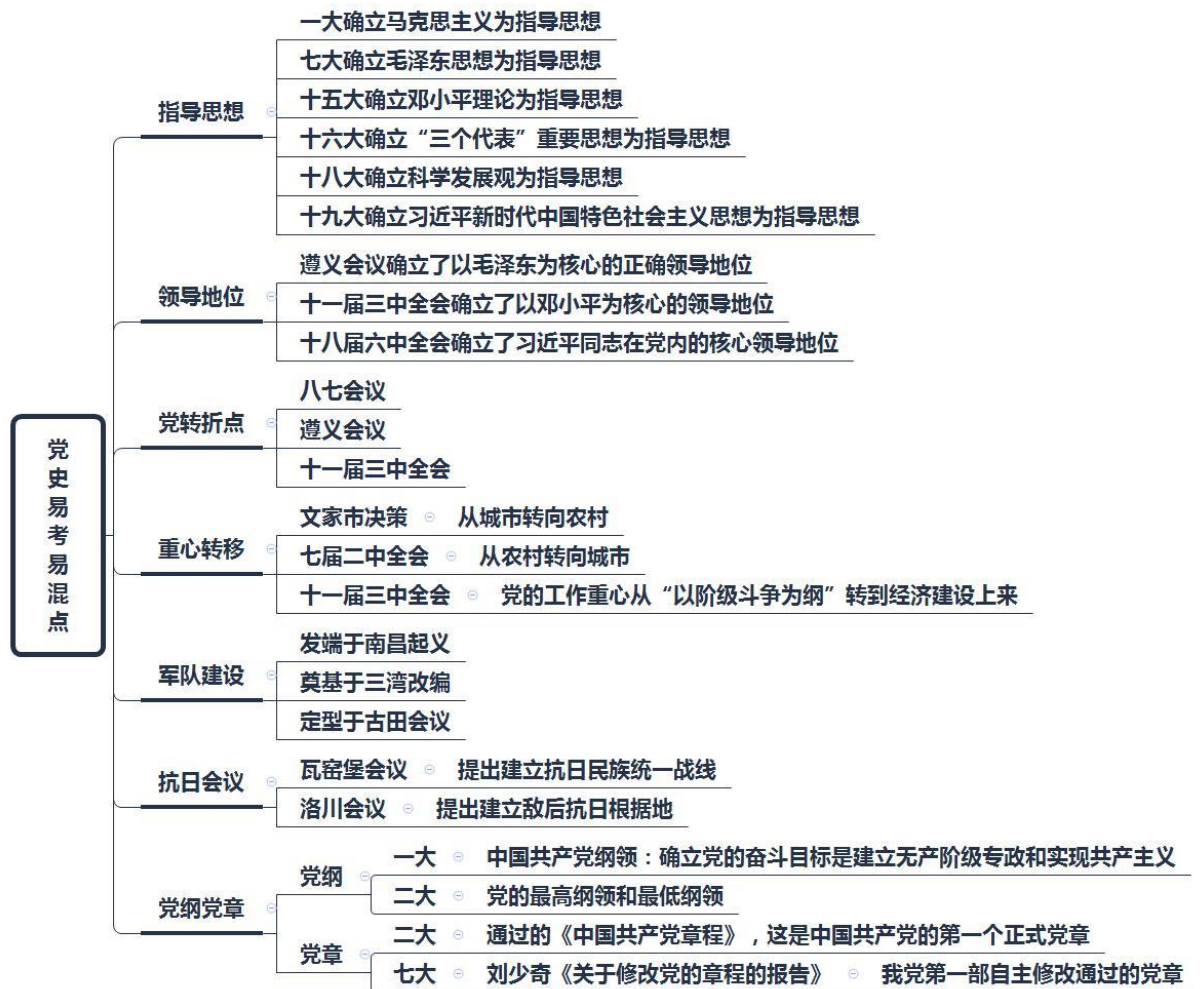 党史易考易混点
指导思想
一大确立马克思主义为指导思想
七大确立毛泽东思想为指导思想
十五大确立邓小平理论为指导思想
十六大确立“三个代表”重要思想为指导思想
十八大确立科学发展观为指导思想
十九大确立习近平新时代中国特色社会主义思想为指导思想
领导地位
遵义会议确立了以毛泽东为核心的正确领导地位
十一届三中全会确立了以邓小平为核心的领导地位
十八届六中全会确立了习近平同志在党内的核心领导地位
党转折点
八七会议
遵义会议
十一届三中全会
重心转移
文家市决策 从城市转向农村
七届二中全会 从农村转向城市
十一届三中全会 党的工作重心从“以阶级斗争为纲”转到经济建设上来
军队建设
发端于南昌起义
奠基于三湾改编
定型于古田会议
抗日会议
瓦窑堡会议 提出建立抗日民族统一战线
洛川会议 提出建立敌后抗日根据地
党纲党章
党纲
一大 中国共产党纲领：确立党的奋斗目标是建立无产阶级专政和实现共产主义
二大 党的最高纲领和最低纲领
党章
二大 通过的《中国共产党章程》，这是中国共产党的第一个正式党章
七大 刘少奇《关于修改党的章程的报告》 我党第一部自主修改通过的党章